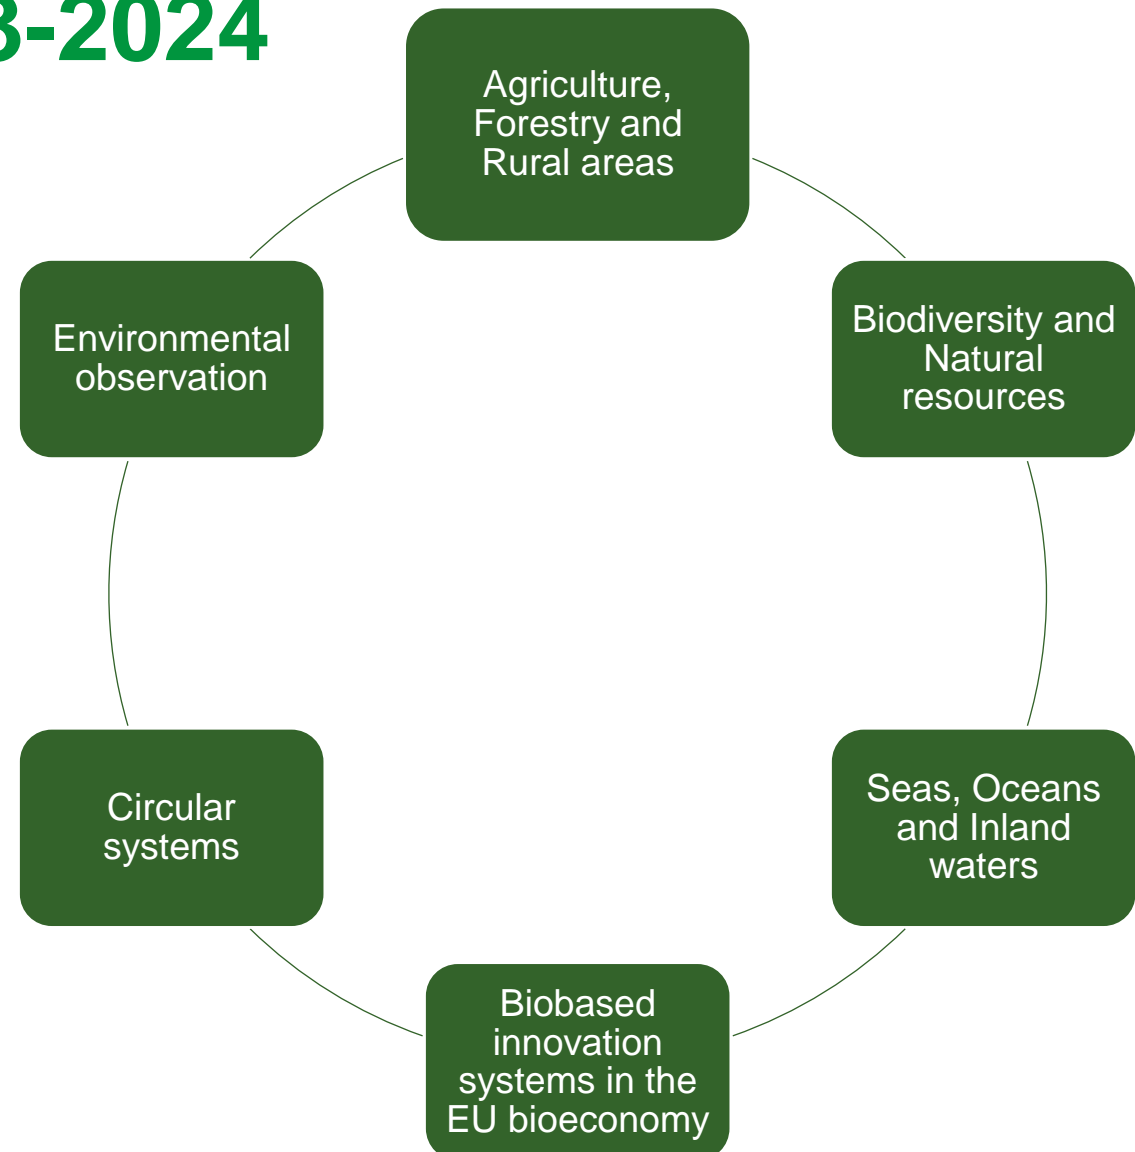 3-2024
Agriculture,
Forestry and
Rural areas
Environmental
observation
Biodiversity and
Natural
resources
Circular
systems
Seas, Oceans
and Inland
waters
Biobased
innovation
systems in the
EU bioeconomy